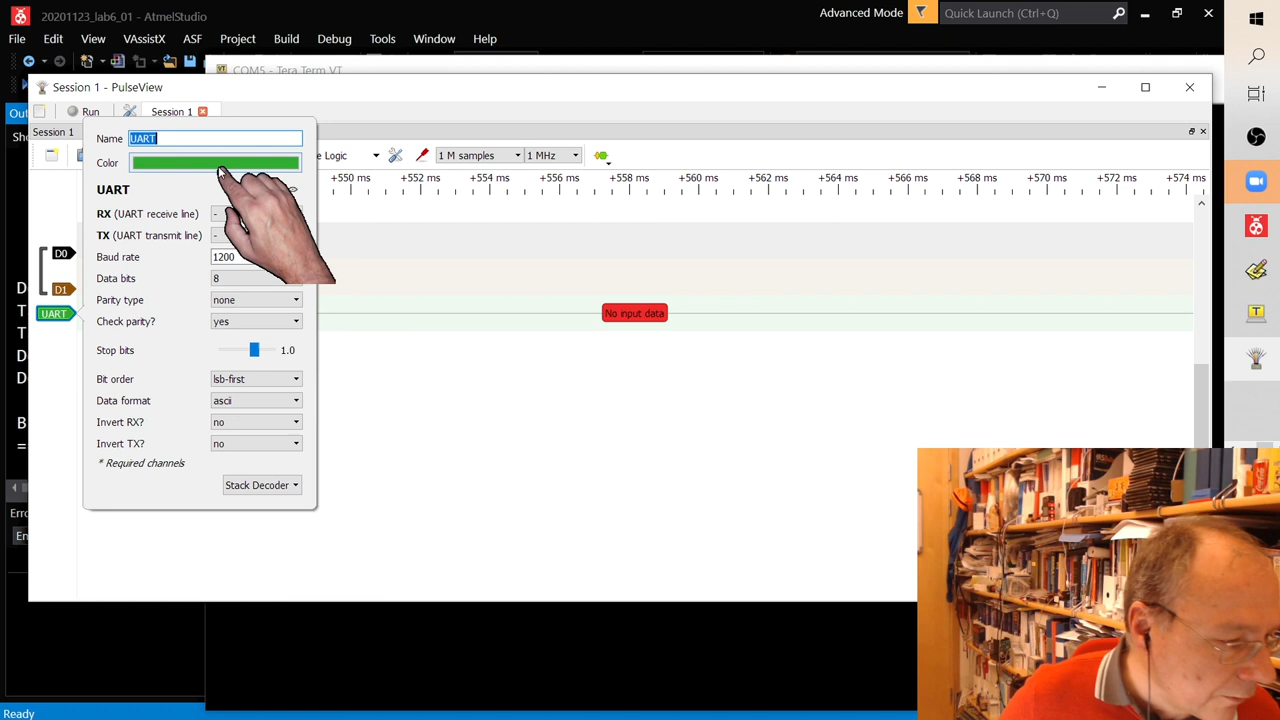 20201123_lab6_01 - AtmelStudio
Advanced Mode
Quick Launch (Ctrl+Q)
File Edit View VAssistX ASF Project Build Debug Tools Window Help
COM5 - Tera Term VT
Session 1 - PulseView
Out
Run
Session 1
Sho
Session 1
Name UART
Color
Logic
1 M samples
1 MHz
UART
+550 ms +552 ms +554 ms +556 ms +558 ms +560 ms +562 ms +564 ms +566 ms +568 ms +570 ms +572 ms +574 ms
RX (UART receive line) -
TX (UART transmit line) -
D0
Baud rate 1200
Data bits 8
D1
Parity type none
UART
No input data
Check parity? yes
Stop bits 1.0
Bit order lsb-first
Data format ascii
Invert RX? no
Invert TX? no
* Required channels
Stack Decoder
Erro
En
Ready